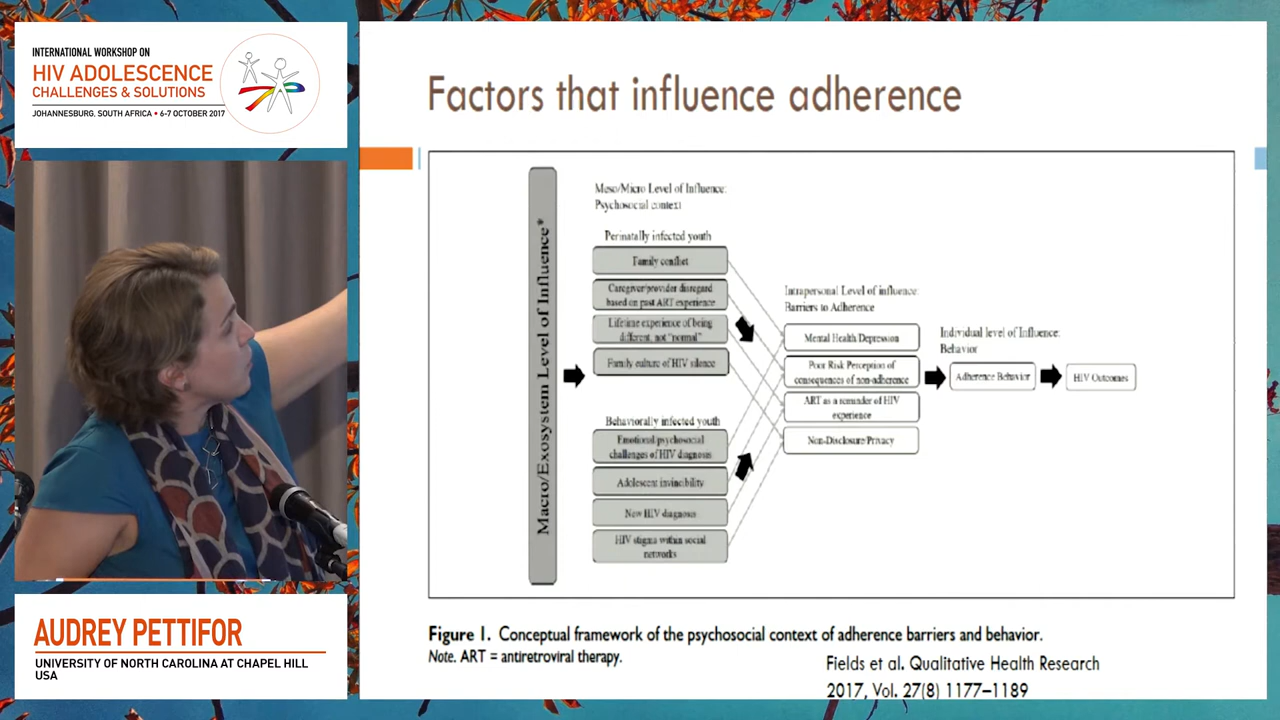 INTERNATIONAL WORKSHOP ON
HIV ADOLESCENCE
CHALLENGES & SOLUTIONS
JOHANNESBURG, SOUTH AFRICA • 6-7 OCTOBER 2017
AUDREY PETTIFOR
UNIVERSITY OF NORTH CAROLINA AT CHAPEL HILL
USA
Factors that influence adherence
Macro/Exosystem Level of Influence*
Meso/Micro Level of Influence:
Psychosocial context
Perinatally infected youth
Family conflict
Caregiver/provider disregard
based on past ART experience
Lifetime experience of being
different, not "normal"
Family culture of HIV silence
Behaviorally infected youth
Emotional/psychosocial
challenges of HIV diagnosis
Adolescent invincibility
New HIV diagnosis
HIV stigma within social
networks
Intrapersonal Level of influence:
Barriers to Adherence
Mental Health Depression
Poor Risk Perception of
consequences of non-adherence
ART as a reminder of HIV
experience
Non-Disclosure/Privacy
Individual level of Influence:
Behavior
Adherence Behavior
HIV Outcomes
Figure 1. Conceptual framework of the psychosocial context of adherence barriers and behavior.
Note. ART = antiretroviral therapy.
Fields et al. Qualitative Health Research
2017, Vol. 27(8) 1177–1189